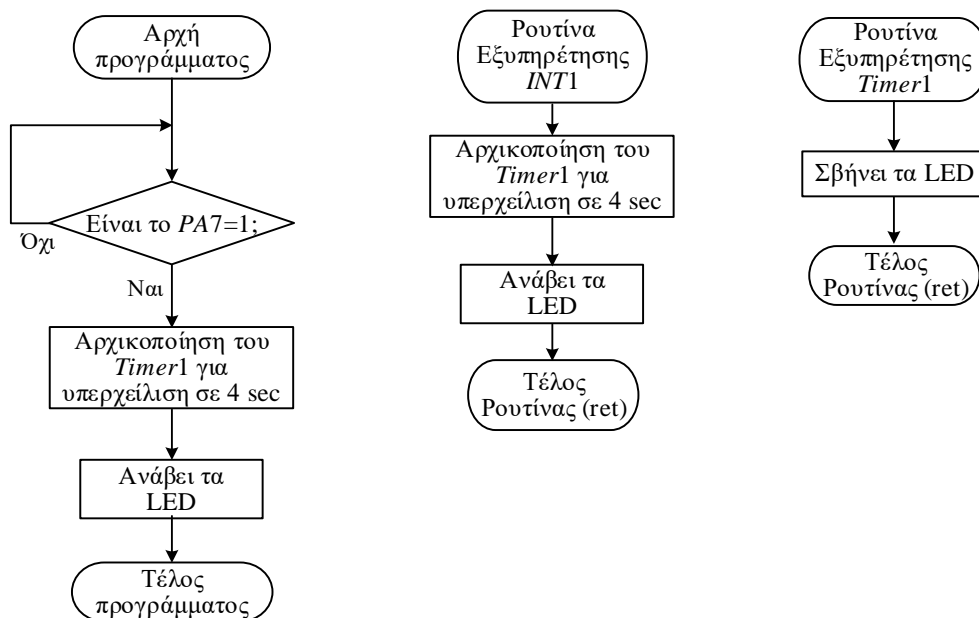 Αρχή
προγράμματος
Είναι το PA7=1;
Όχι
Ναι
Αρχικοποίηση του
Timer1 για
υπερχείλιση σε 4 sec
Ανάβει τα
LED
Τέλος
προγράμματος
Ρουτίνα
Εξυπηρέτησης
INT1
Αρχικοποίηση του
Timer1 για
υπερχείλιση σε 4 sec
Ανάβει τα
LED
Τέλος
Ρουτίνας (ret)
Ρουτίνα
Εξυπηρέτησης
Timer1
Σβήνει τα LED
Τέλος
Ρουτίνας (ret)